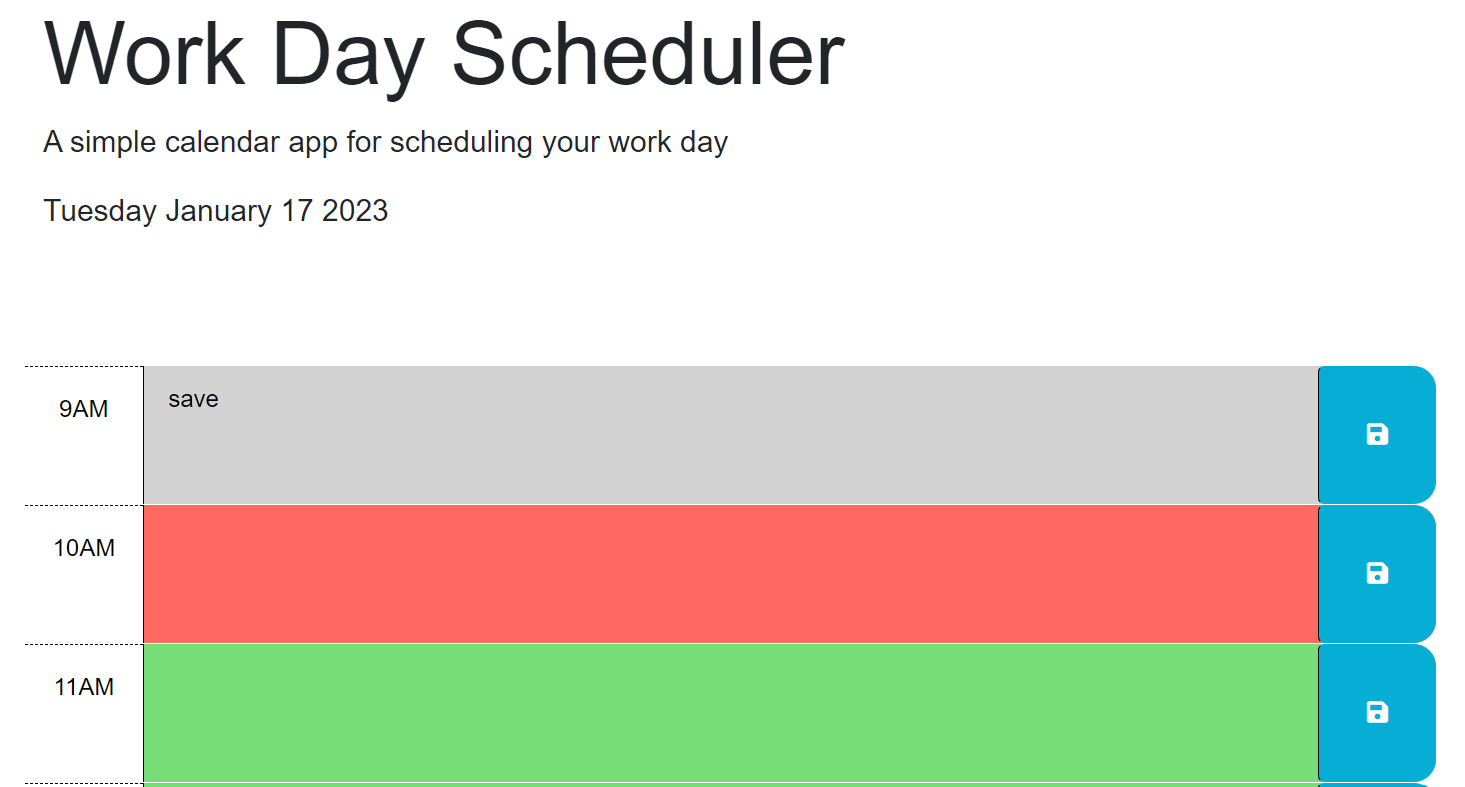 Work Day Scheduler
A simple calendar app for scheduling your work day
Tuesday January 17 2023
9AM
save
10AM
11AM